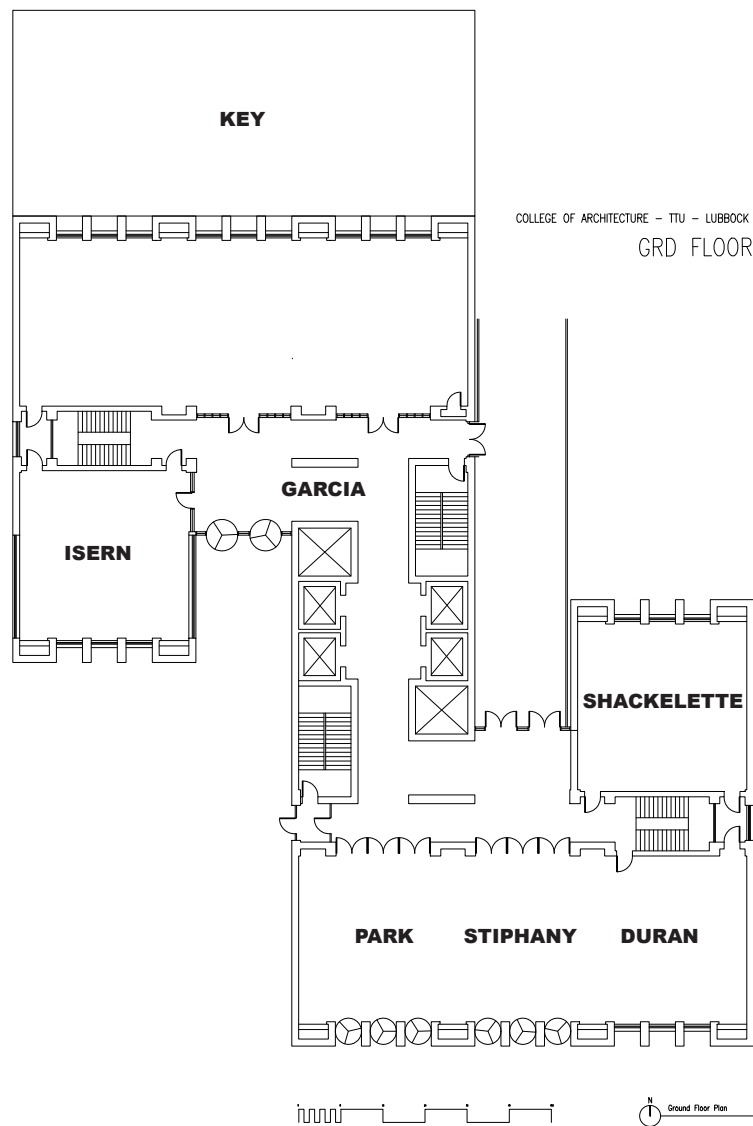 KEY
COLLEGE OF ARCHITECTURE – TTU – LUBBOCK
GRD FLOOR
GARCIA
ISERN
SHACKELETTE
PARK STIPHANY DURAN
N
Ground Floor Plan